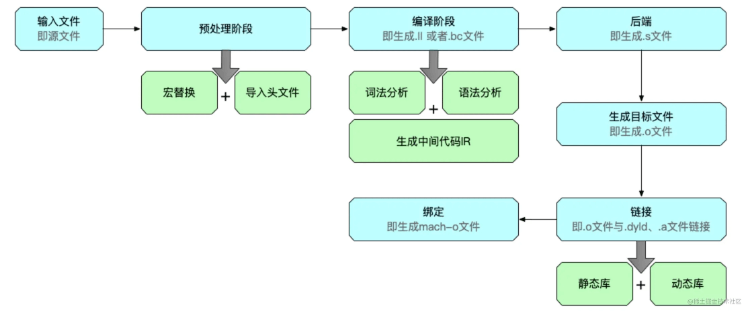 输入文件
即源文件
预处理阶段
编译阶段
即生成.ll 或者.bc文件
后端
即生成.s文件
宏替换
+
导入头文件
词法分析
+
语法分析
生成中间代码IR
生成目标文件
即生成.o文件
绑定
即生成mach-o文件
链接
即.o文件与.dyld、.a文件链接
静态库
+
动态库
@稀土掘金技术社区